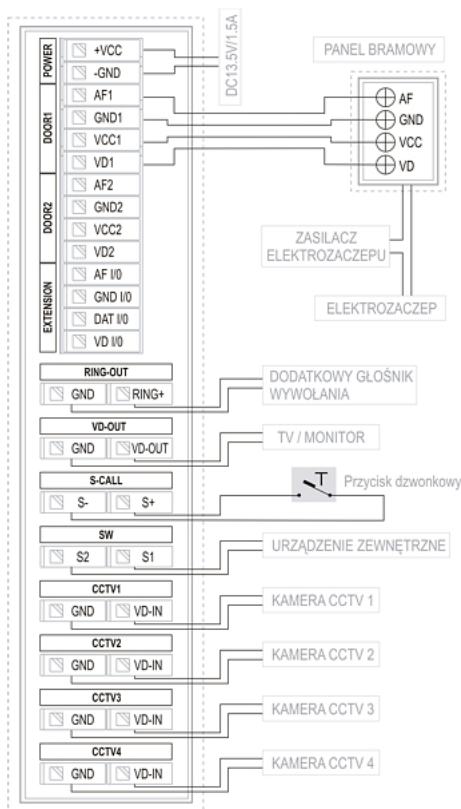 POWER
+VCC
-GND
DC13.5V/1.5A
DOOR1
AF1
GND1
VCC1
VD1
PANEL BRAMOWY
AF
GND
VCC
VD
DOOR2
AF2
GND2
VCC2
VD2
ZASILACZ
ELEKTROZACZEPU
ELEKTROZACZEP
EXTENSION
AF I/0
GND I/0
DAT I/0
VD I/0
RING-OUT
GND RING+
DODATKOWY GŁOŚNIK
WYWOŁANIA
VD-OUT
GND VD-OUT
TV / MONITOR
S-CALL
S- S+
Przycisk dzwonkowy
SW
S2 S1
URZĄDZENIE ZEWNĘTRZNE
CCTV1
GND VD-IN
KAMERA CCTV 1
CCTV2
GND VD-IN
KAMERA CCTV 2
CCTV3
GND VD-IN
KAMERA CCTV 3
CCTV4
GND VD-IN
KAMERA CCTV 4